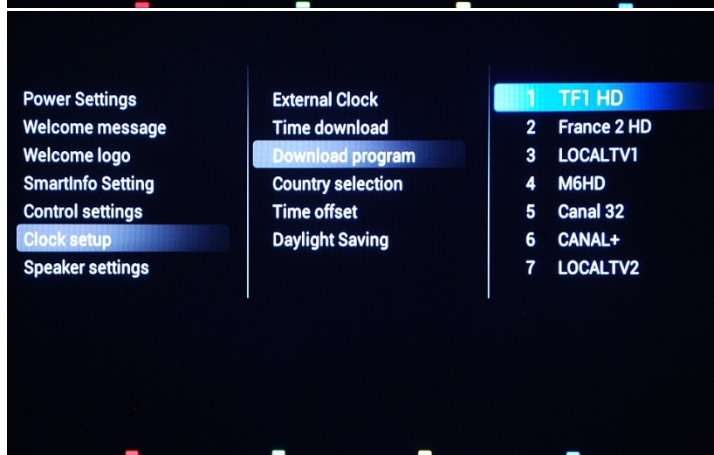 Power Settings
Welcome message
Welcome logo
SmartInfo Setting
Control settings
Clock setup
Speaker settings
External Clock
Time download
Download program
Country selection
Time offset
Daylight Saving
1 TF1 HD
2 France 2 HD
3 LOCALTV1
4 M6HD
5 Canal 32
6 CANAL+
7 LOCALTV2